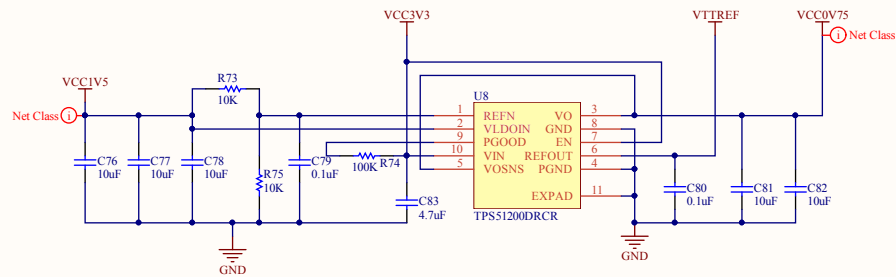 VCC3V3
VTTREF
VCC0V75
Net Class
VCC1V5
Net Class
R73
10K
U8
1
REFN
VO
3
2
VLDOIN
GND
8
9
PGOOD
EN
7
10
VIN
REFOUT
6
5
VOSNS
PGND
4
EXPAD
11
TPS51200DRCR
C76
10uF
C77
10uF
C78
10uF
R75
10K
C79
0.1uF
100K
R74
C83
4.7uF
C80
0.1uF
C81
10uF
C82
10uF
GND
GND